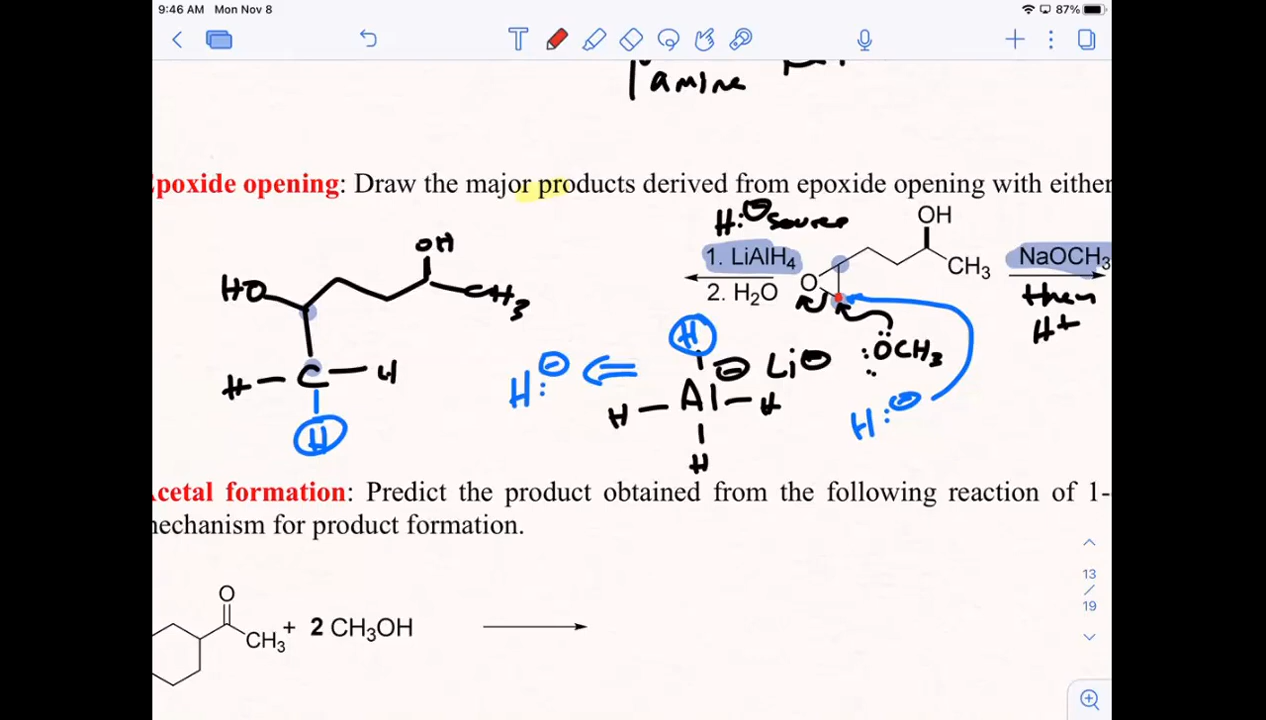 9:46 AM Mon Nov 8
87%
amine
poxide opening: Draw the major products derived from epoxide opening with either
H:⊖ source
OH
1. LiAlH4
2. H2O
O
CH3
NaOCH3
then
H+
HO
OH
CH3
H C H
H
H:⊖
H
Al ⊖ Li⊕
H H
H
:ÖCH3
H:⊖
cetal formation: Predict the product obtained from the following reaction of 1-
mechanism for product formation.
O
CH3 + 2 CH3OH
13
/
19